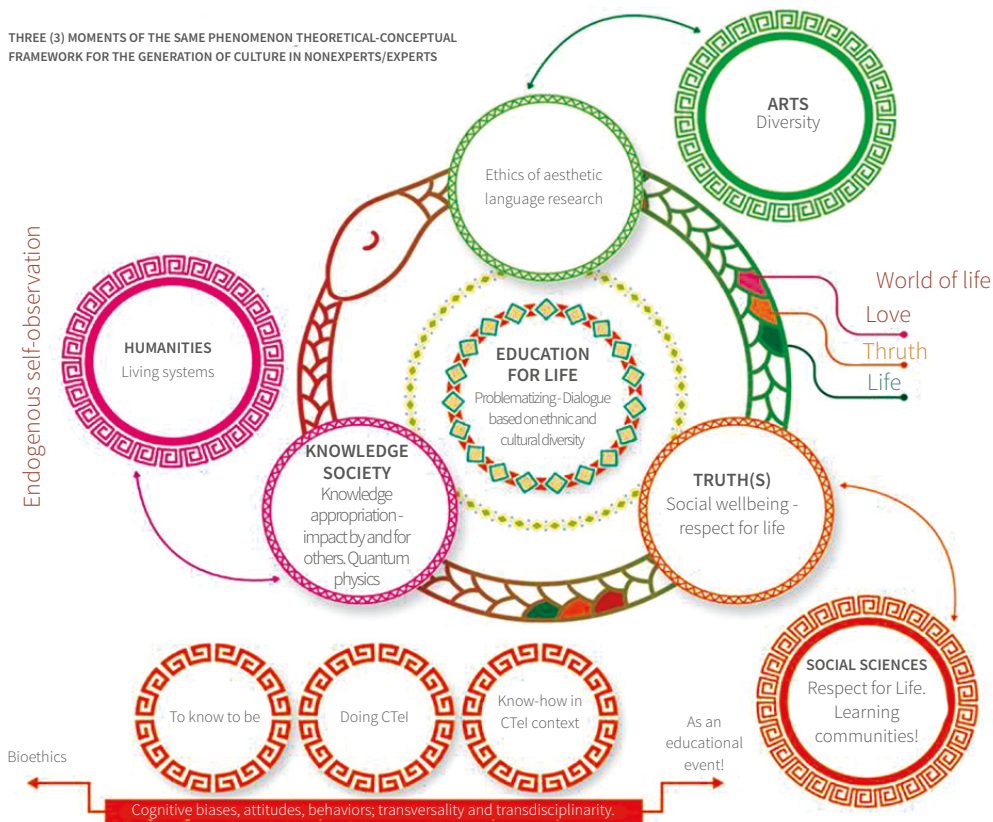 THREE (3) MOMENTS OF THE SAME PHENOMENON THEORETICAL-CONCEPTUAL
FRAMEWORK FOR THE GENERATION OF CULTURE IN NONEXPERTS/EXPERTS
ARTS
Diversity
Ethics of aesthetic
language research
Endogenous self-observation
World of life
Love
Thruth
Life
HUMANITIES
Living systems
EDUCATION
FOR LIFE
Problematizing - Dialogue
based on ethnic and
cultural diversity
KNOWLEDGE
SOCIETY
Knowledge
appropriation -
impact by and for
others. Quantum
physics
TRUTH(S)
Social wellbeing -
respect for life
SOCIAL SCIENCES
Respect for Life.
Learning
communities!
To know to be
Doing CTeI
Know-how in
CTeI context
As an
educational
event!
Bioethics
Cognitive biases, attitudes, behaviors; transversality and transdisciplinarity.